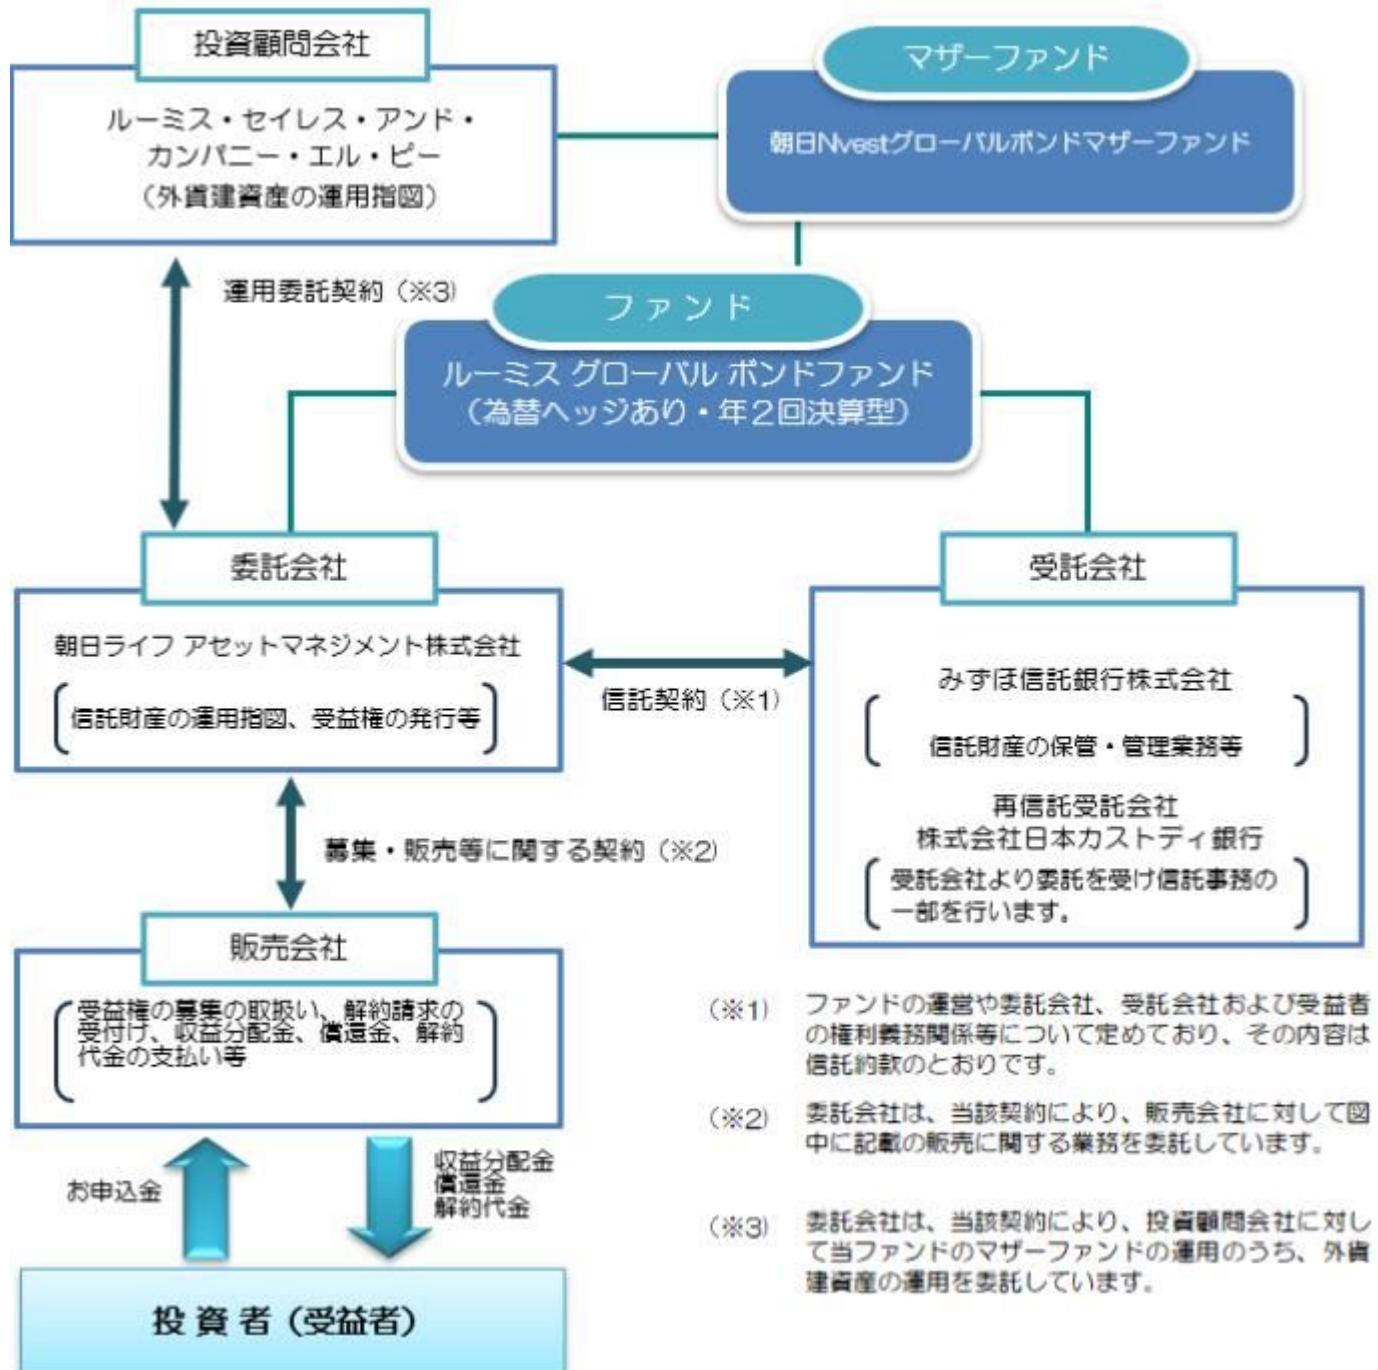 投資顧問会社
ルーミス・セイレス・アンド・
カンパニー・エル・ピー
（外貨建資産の運用指図）
マザーファンド
朝日Nvestグローバルボンドマザーファンド
運用委託契約（※3）
ファンド
ルーミス グローバル ボンドファンド
（為替ヘッジあり・年２回決算型）
委託会社
朝日ライフ アセットマネジメント株式会社
信託財産の運用指図、受益権の発行等
信託契約（※1）
受託会社
みずほ信託銀行株式会社
信託財産の保管・管理業務等
再信託受託会社
株式会社日本カストディ銀行
受託会社より委託を受け信託事務の
一部を行います。
募集・販売等に関する契約（※2）
販売会社
受益権の募集の取扱い、解約請求の
受付け、収益分配金、償還金、解約
代金の支払い等
お申込金
収益分配金
償還金
解約代金
投資者（受益者）
（※1） ファンドの運営や委託会社、受託会社および受益者
の権利義務関係等について定めており、その内容は
信託約款のとおりです。
（※2） 委託会社は、当該契約により、販売会社に対して図
中に記載の販売に関する業務を委託しています。
（※3） 委託会社は、当該契約により、投資顧問会社に対し
て当ファンドのマザーファンドの運用のうち、外貨
建資産の運用を委託しています。